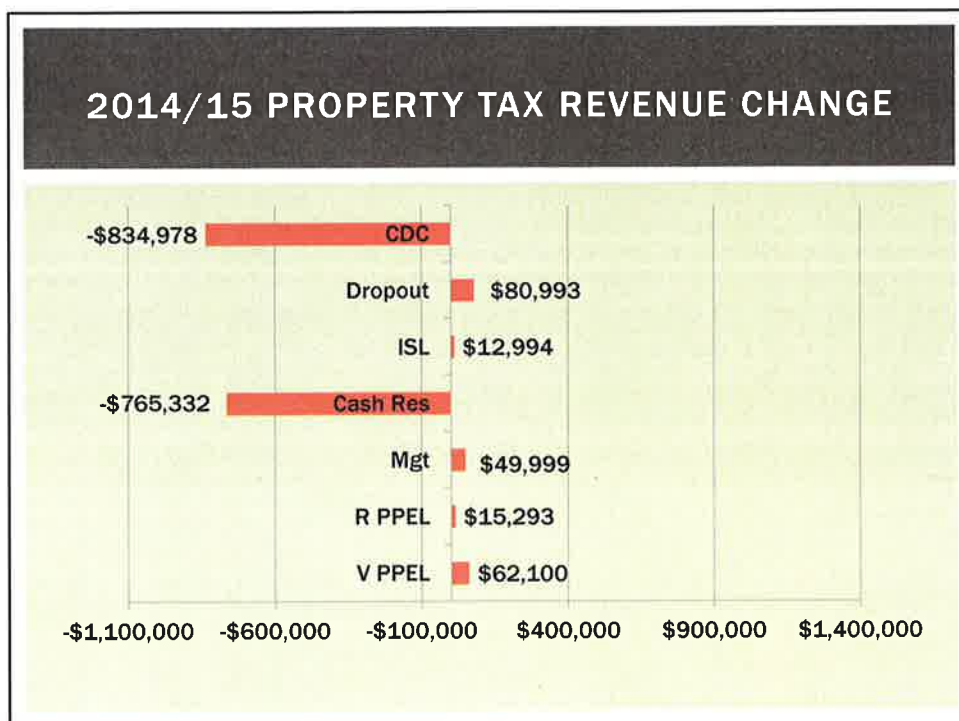 2014/15 PROPERTY TAX REVENUE CHANGE
-$834,978 CDC
Dropout $80,993
ISL $12,994
-$765,332 Cash Res
Mgt $49,999
R PPEL $15,293
V PPEL $62,100
-$1,100,000 -$600,000 -$100,000 $400,000 $900,000 $1,400,000